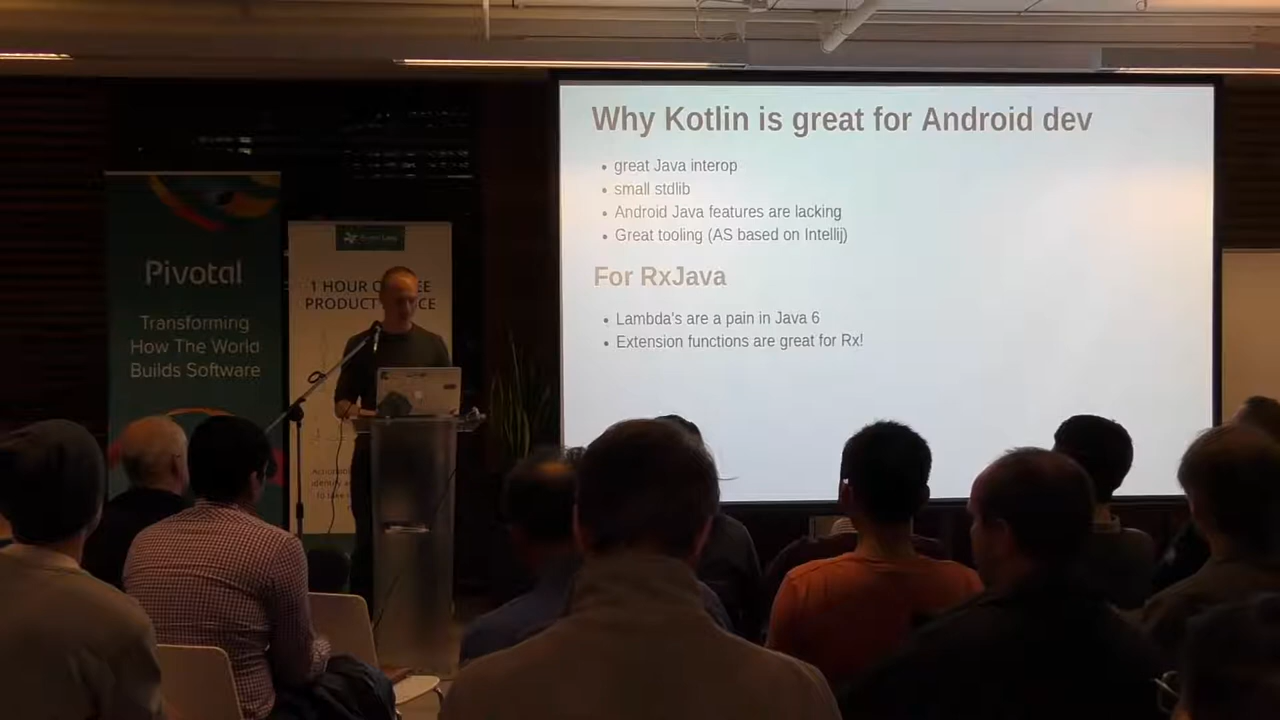 Why Kotlin is great for Android dev
• great Java interop
• small stdlib
• Android Java features are lacking
• Great tooling (AS based on Intellij)
For RxJava
• Lambda's are a pain in Java 6
• Extension functions are great for Rx!
Pivotal
Transforming
How The World
Builds Software
1 HOUR
PRODUCT